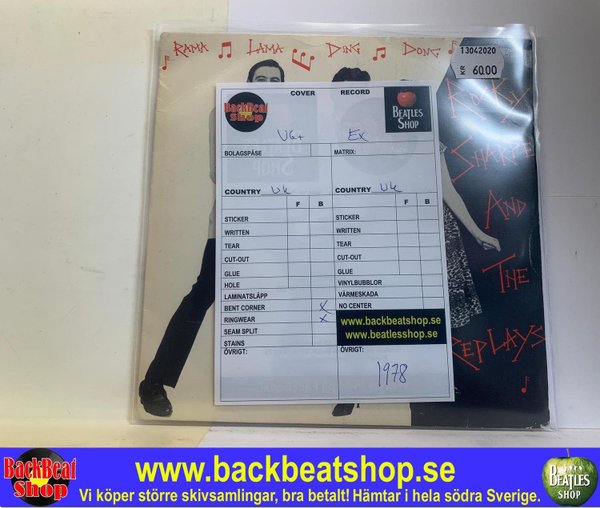 RAMA LAMA DING DONG
13042020
KR 60.00
ROCKY
SHARPE
AND
THE
REPLAYS
COVER RECORD
BackBeat
Shop
BEATLES
SHOP
VG+ Ex
BOLAGSPÅSE MATRIX:
COUNTRY Uk COUNTRY Uk
F B F B
STICKER STICKER
WRITTEN WRITTEN
TEAR TEAR
CUT-OUT CUT-OUT
GLUE GLUE
HOLE VINYLBUBBLOR
LAMINATSLÄPP VÄRMESKADA
BENT CORNER X NO CENTER
RINGWEAR X
SEAM SPLIT
STAINS
www.backbeatshop.se
www.beatlesshop.se
ÖVRIGT: ÖVRIGT:
1978
BackBeat
Shop
www.backbeatshop.se
Vi köper större skivsamlingar, bra betalt! Hämtar i hela södra Sverige.
BEATLES
SHOP